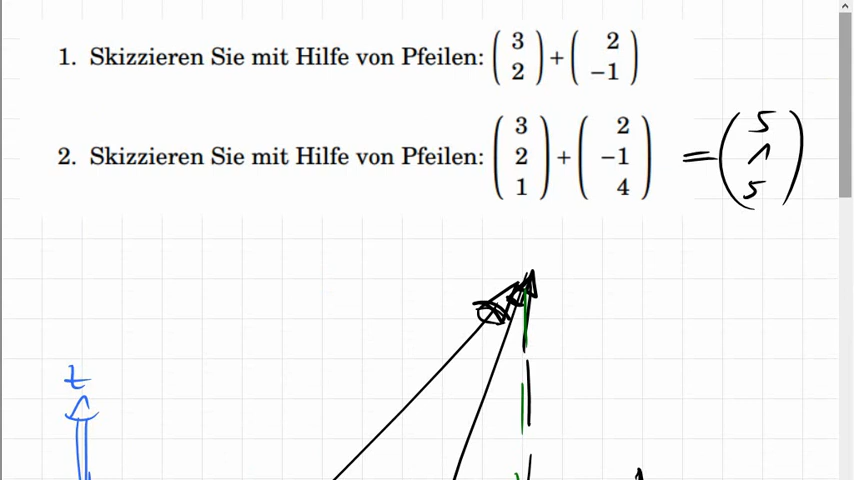 1. Skizzieren Sie mit Hilfe von Pfeilen: (3 2) + (2 −1)
2. Skizzieren Sie mit Hilfe von Pfeilen: (3 2 1) + (2 −1 4) = (5 1 5)
z